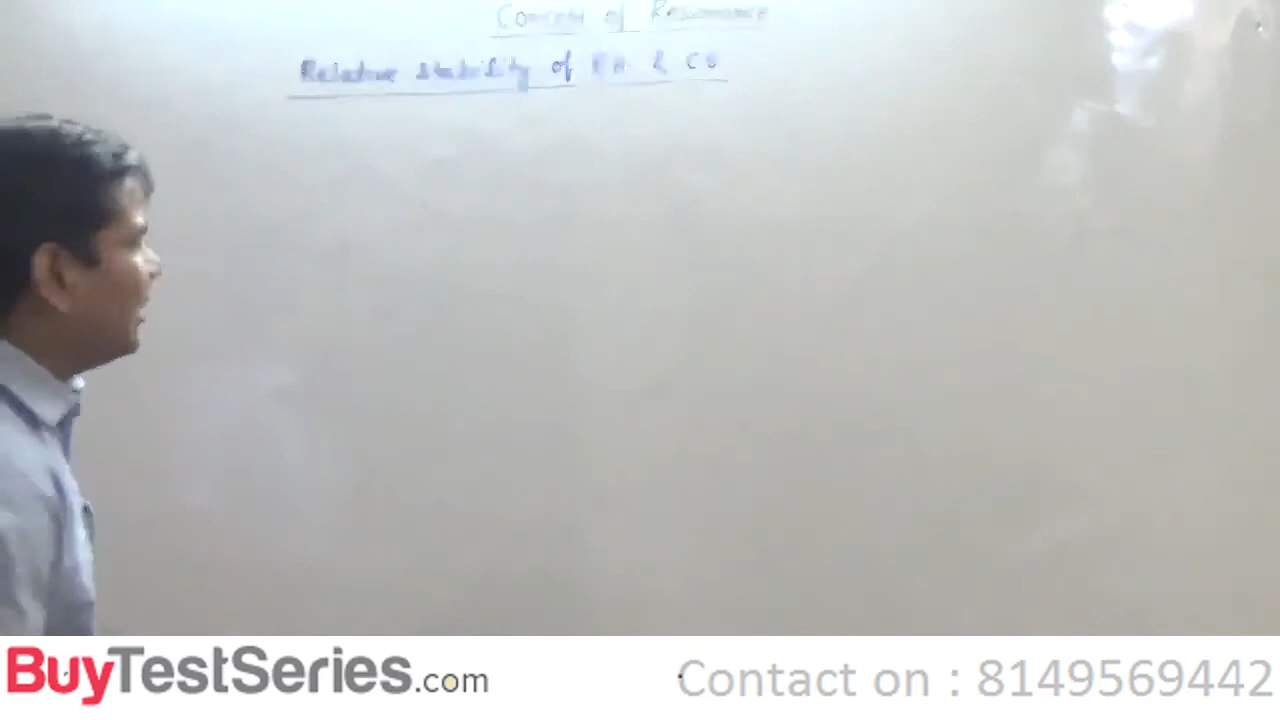 Concept of Resonance
Relative stability of R.H. & C O
BuyTestSeries.com
Contact on : 8149569442